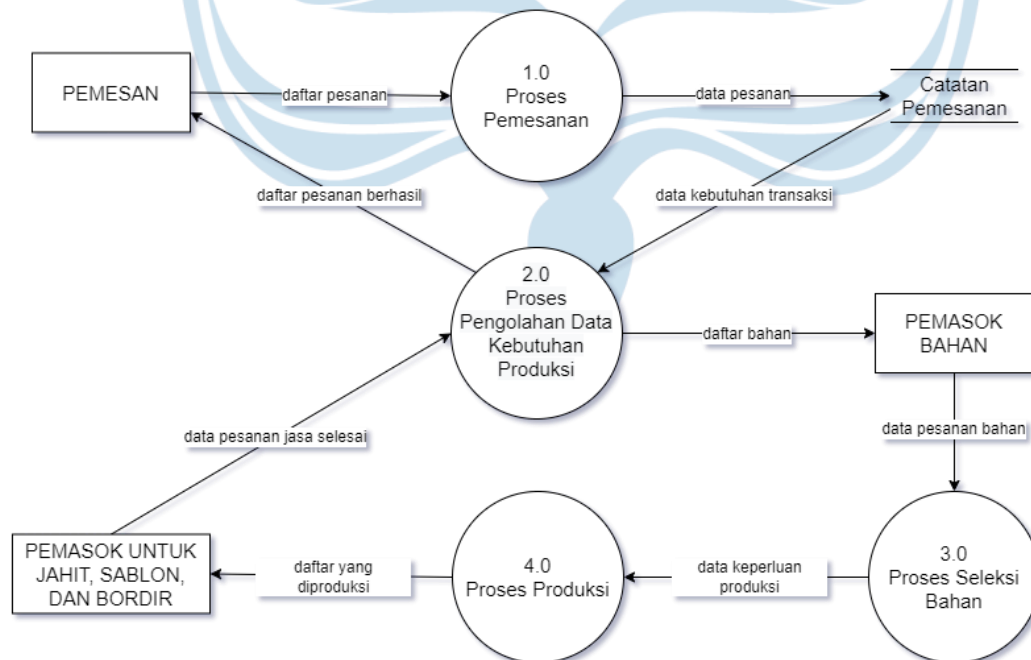 PEMESAN
daftar pesanan
1.0
Proses
Pemesanan
data pesanan
Catatan
Pemesanan
daftar pesanan berhasil
data kebutuhan transaksi
2.0
Proses
Pengolahan Data
Kebutuhan
Produksi
daftar bahan
PEMASOK
BAHAN
data pesanan jasa selesai
data pesanan bahan
PEMASOK UNTUK
JAHIT, SABLON,
DAN BORDIR
daftar yang
diproduksi
4.0
Proses Produksi
data keperluan
produksi
3.0
Proses Seleksi
Bahan